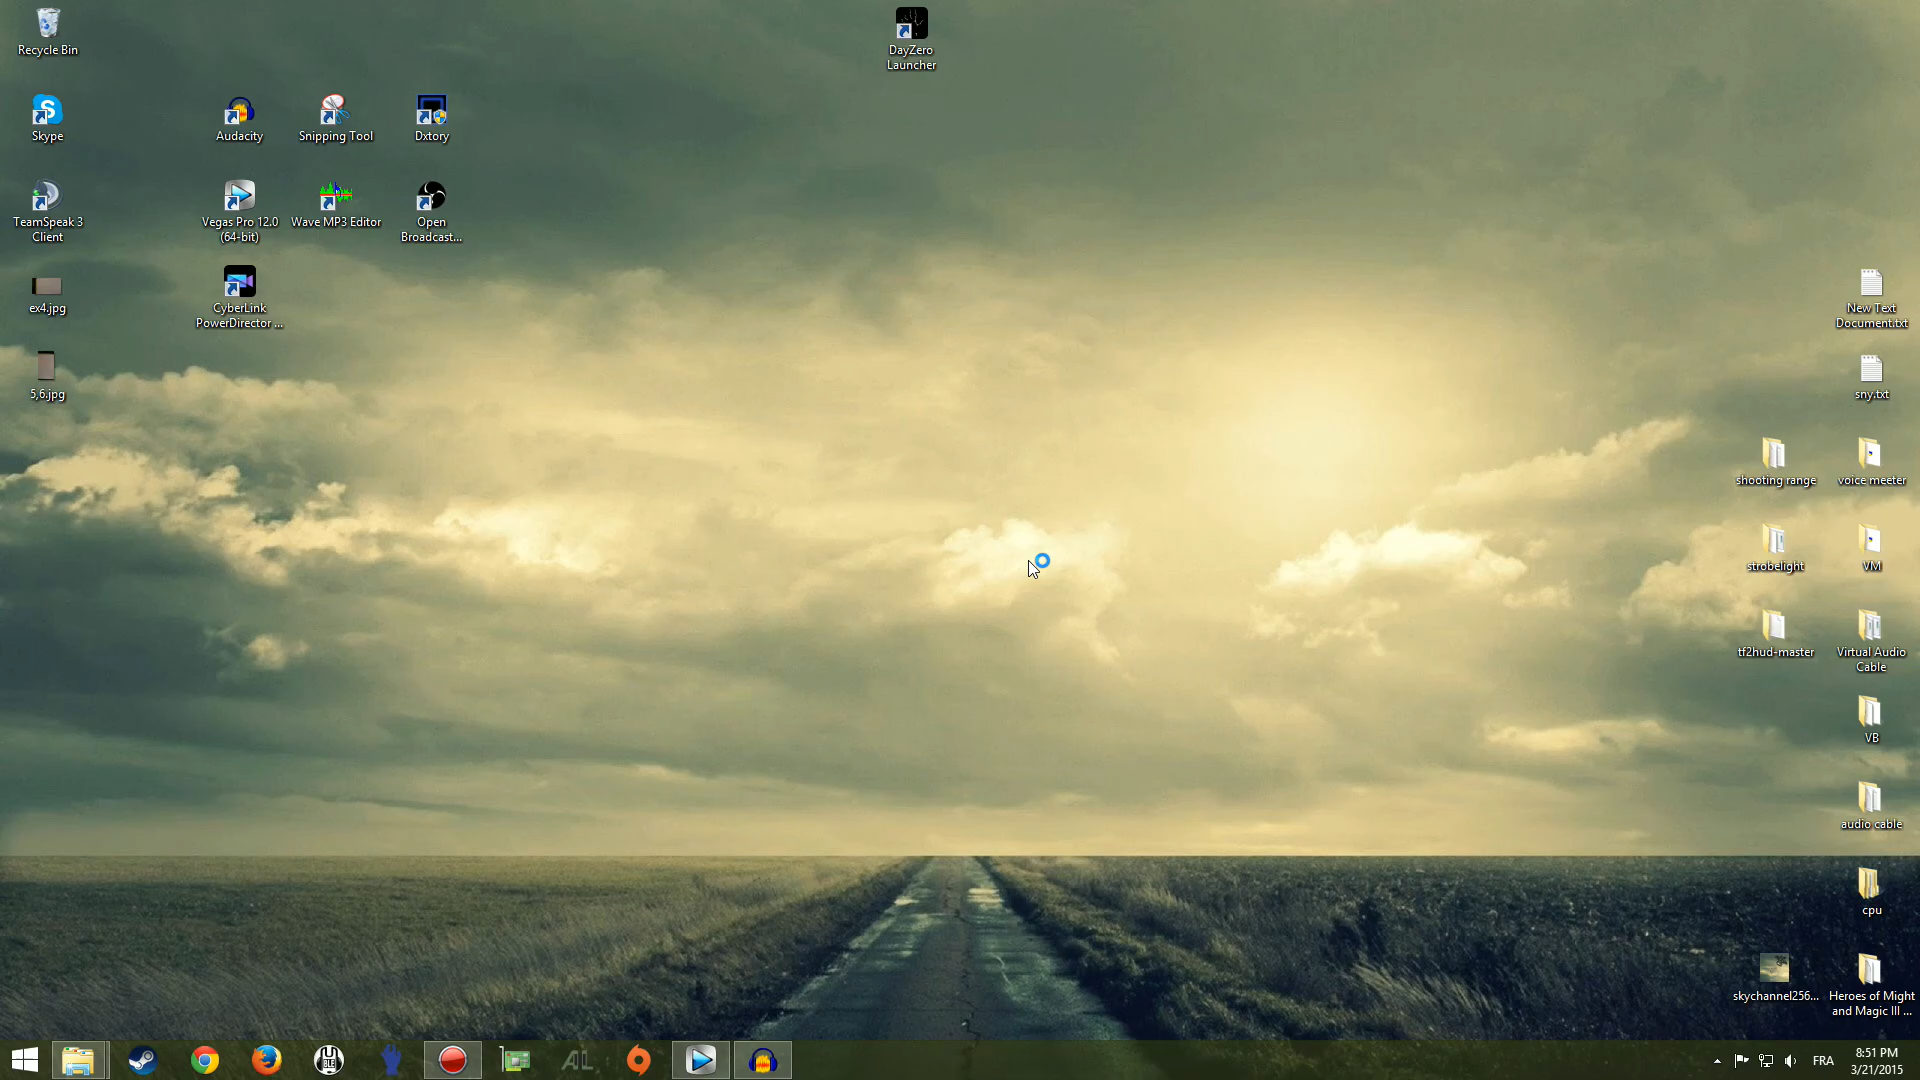 Recycle Bin
DayZero
Launcher
Skype
Audacity
Snipping Tool
Dxtory
TeamSpeak 3
Client
Vegas Pro 12.0
(64-bit)
Wave MP3 Editor
Open
Broadcast...
ex4.jpg
CyberLink
PowerDirector ...
5,6.jpg
New Text
Document.txt
sny.txt
shooting range
voice meeter
strobelight
VM
tf2hud-master
Virtual Audio
Cable
VB
audio cable
cpu
skychannel256...
Heroes of Might
and Magic III ...
AL
FRA
8:51 PM
3/21/2015